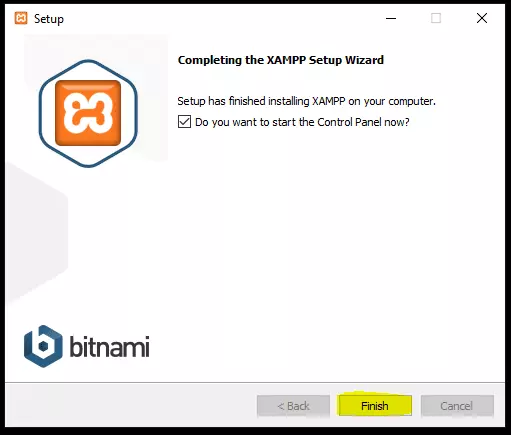 Setup
Completing the XAMPP Setup Wizard
Setup has finished installing XAMPP on your computer.
Do you want to start the Control Panel now?
bitnami
< Back
Finish
Cancel